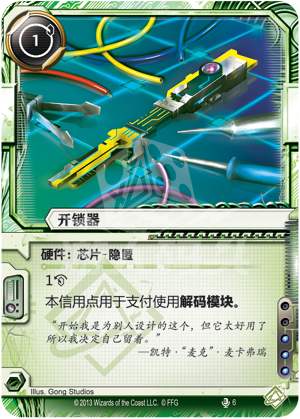 1
开锁器
硬件：芯片·隐匿
1
本信用点用于支付使用解码模块。
“开始我是为别人设计的这个，但它太好用了
所以我决定自己留着。”
—凯特·“麦克”·麦卡弗瑞
Illus. Gong Studios
© 2013 Wizards of the Coast LLC. © FFG 6